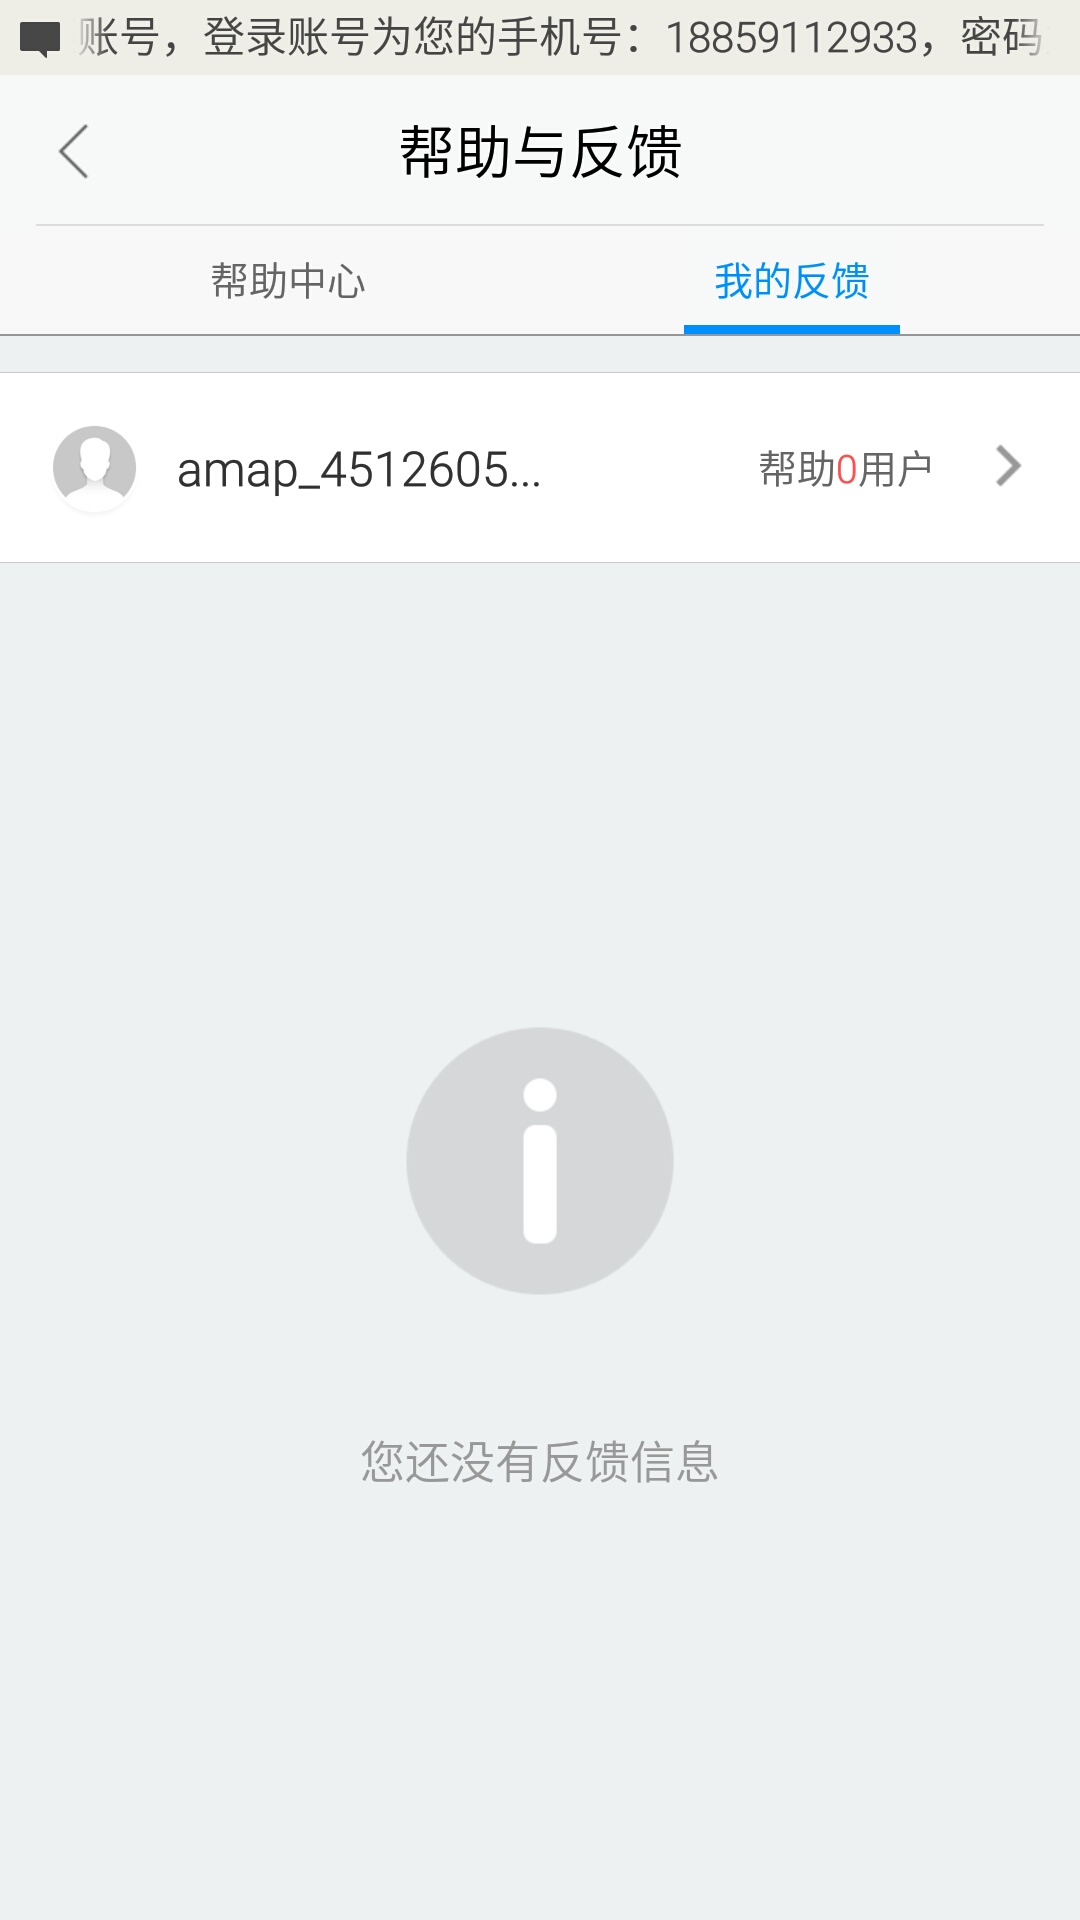 账号，登录账号为您的手机号：18859112933，密码
帮助与反馈
帮助中心
我的反馈
amap_4512605...
帮助0用户
您还没有反馈信息